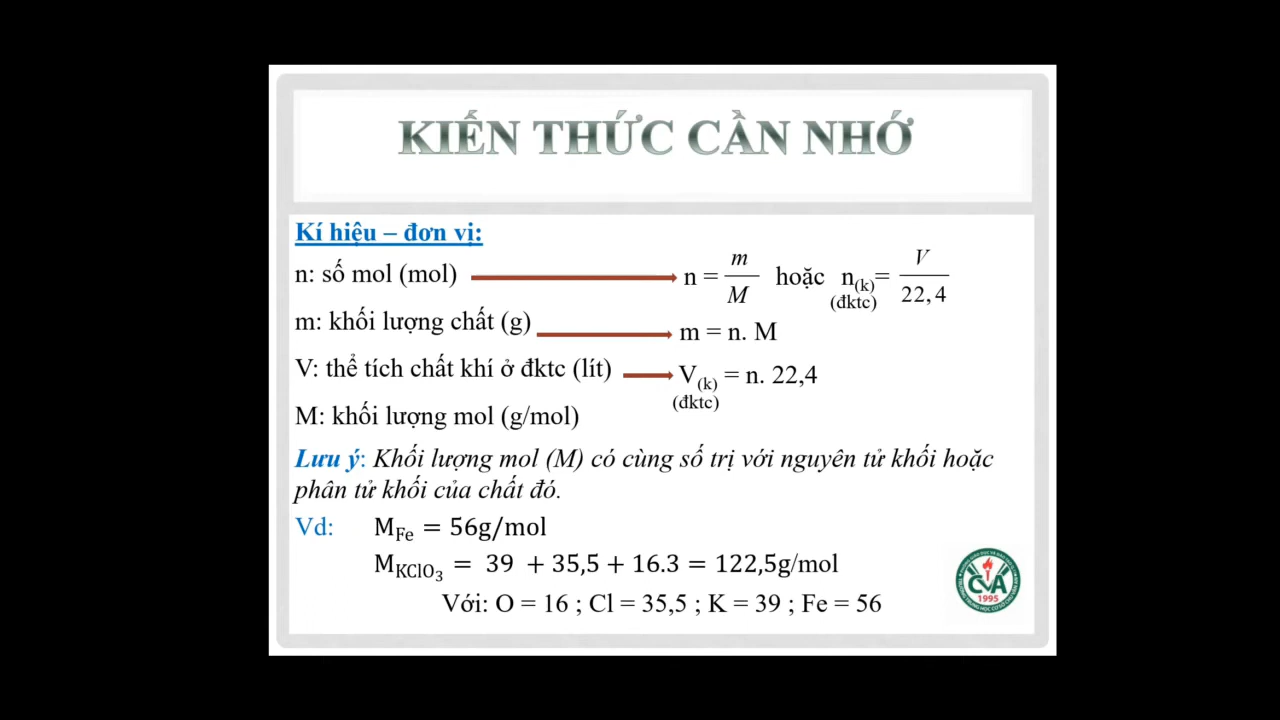 KIẾN THỨC CẦN NHỚ
Kí hiệu – đơn vị:
n: số mol (mol) n = m/M hoặc n(k)(đktc) = V/22,4
m: khối lượng chất (g) m = n. M
V: thể tích chất khí ở đktc (lít) V(k)(đktc) = n. 22,4
M: khối lượng mol (g/mol)
Lưu ý: Khối lượng mol (M) có cùng số trị với nguyên tử khối hoặc
phân tử khối của chất đó.
Vd: M_Fe = 56g/mol
M_KClO₃ = 39 + 35,5 + 16.3 = 122,5g/mol
Với: O = 16 ; Cl = 35,5 ; K = 39 ; Fe = 56
CVA
1995